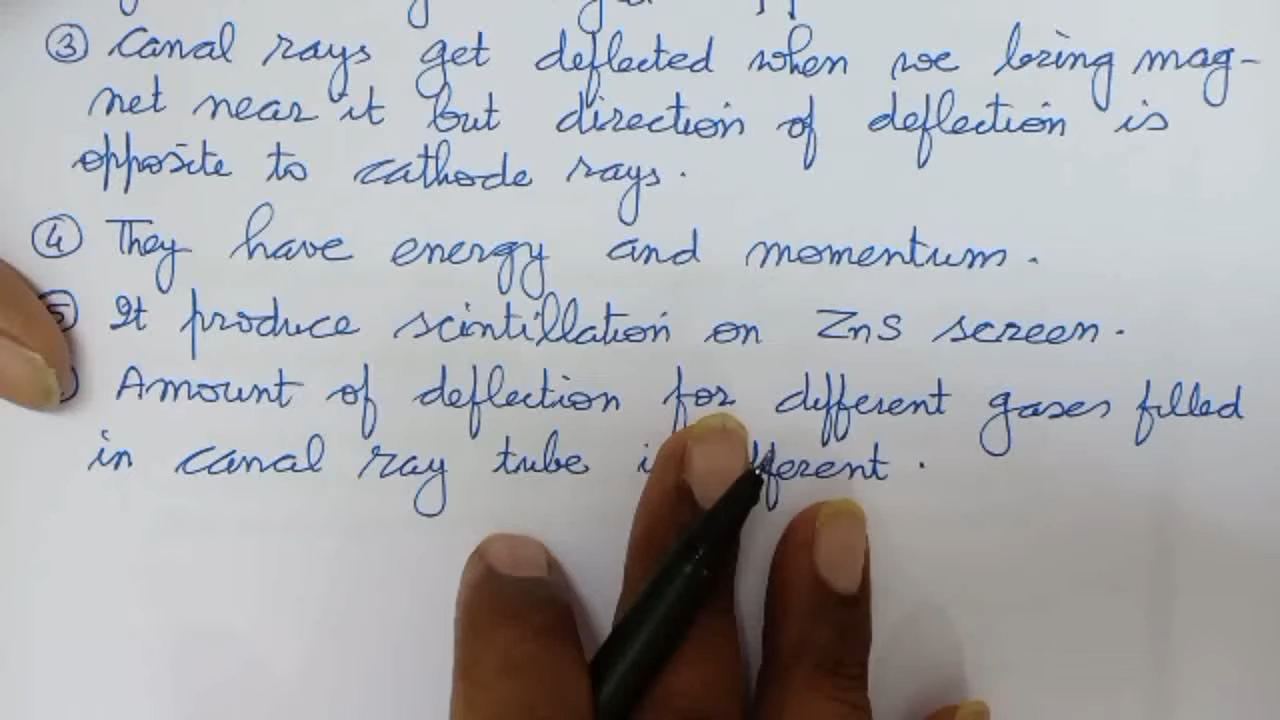 ③ Canal rays get deflected when we bring mag-
net near it but direction of deflection is
opposite to cathode rays.
④ They have energy and momentum.
⑤ It produce scintillation on ZnS screen.
Amount of deflection for different gases filled
in canal ray tube